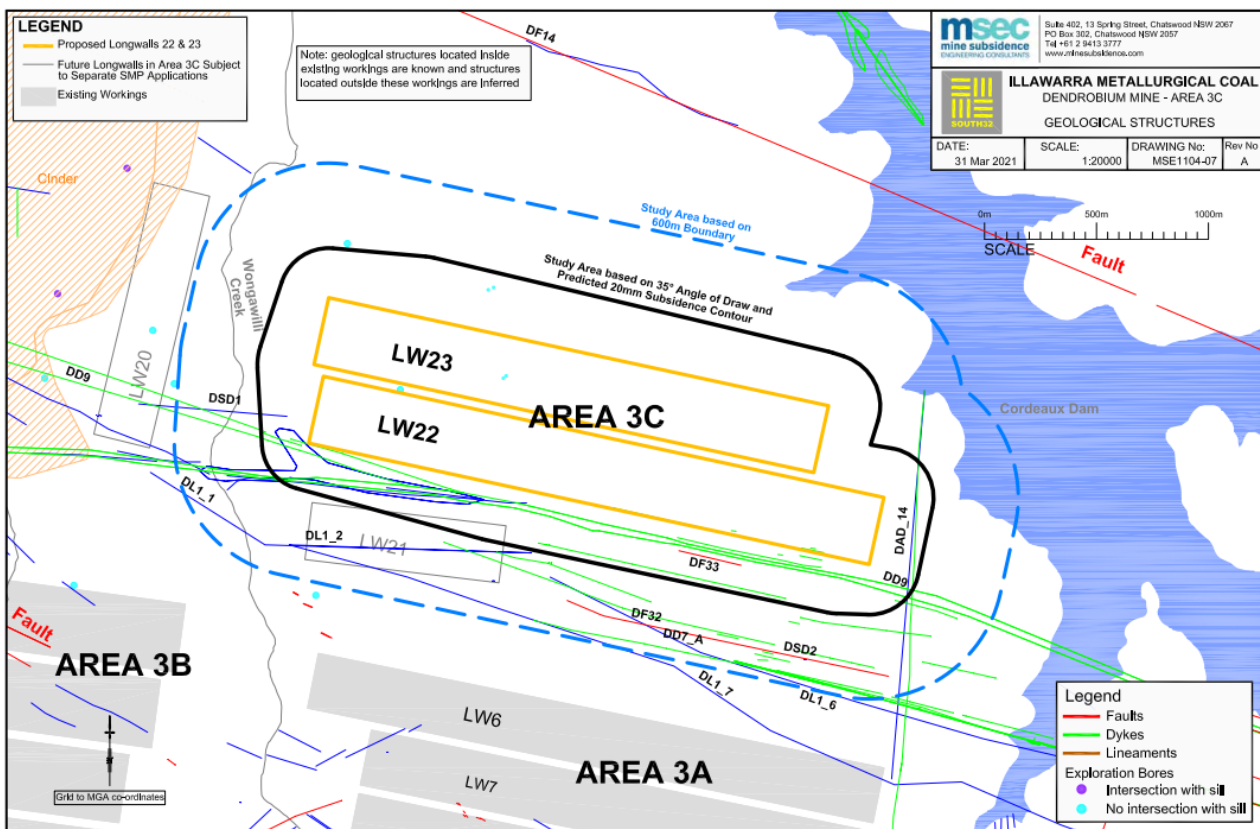 LEGEND
Proposed Longwalls 22 & 23
Future Longwalls in Area 3C Subject
to Separate SMP Applications
Existing Workings
Note: geological structures located inside
existing workings are known and structures
located outside these workings are inferred
msec
mine subsidence
ENGINEERING CONSULTANTS
Suite 402, 13 Spring Street, Chatswood NSW 2067
PO Box 302, Chatswood NSW 2057
Tel +61 2 9413 3777
www.minesubsidence.com
SOUTH32
ILLAWARRA METALLURGICAL COAL
DENDROBIUM MINE - AREA 3C
GEOLOGICAL STRUCTURES
DATE:
31 Mar 2021
SCALE:
1:20000
DRAWING No:
MSE1104-07
Rev No
A
0m
500m
1000m
SCALE
DF14
Cinder
Study Area based on
600m Boundary
Fault
Wongawilli
Creek
Study Area based on 35° Angle of Draw and
Predicted 20mm Subsidence Contour
LW20
LW23
DD9
DSD1
LW22
AREA 3C
Cordeaux Dam
DL1_1
DAD_14
DL1_2
LW21
DF33
DD9
DF32
DD7_A
DSD2
Fault
AREA 3B
DL1_7
DL1_6
LW6
LW7
AREA 3A
Grid to MGA co-ordinates
Legend
Faults
Dykes
Lineaments
Exploration Bores
Intersection with sill
No intersection with sill